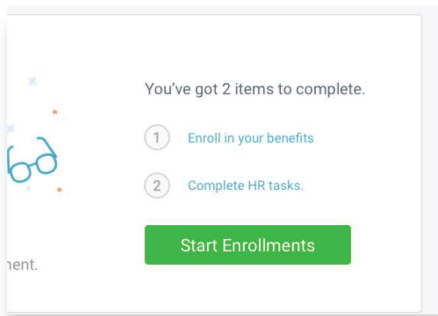 You've got 2 items to complete.
1 Enroll in your benefits
2 Complete HR tasks.
Start Enrollments